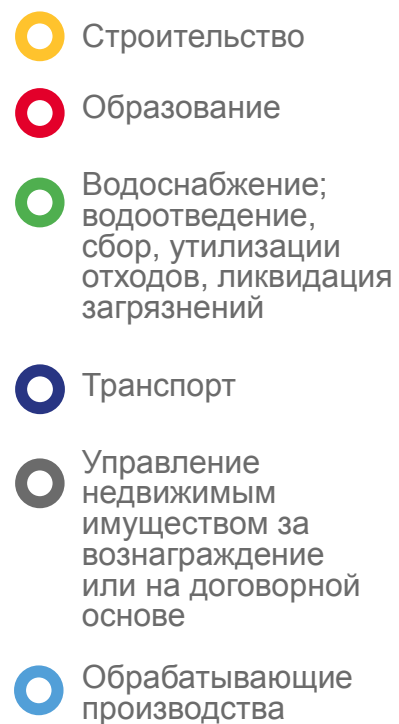 Строительство
Образование
Водоснабжение;
водоотведение,
сбор, утилизации
отходов, ликвидация
загрязнений
Транспорт
Управление
недвижимым
имуществом за
вознаграждение
или на договорной
основе
Обрабатывающие
производства